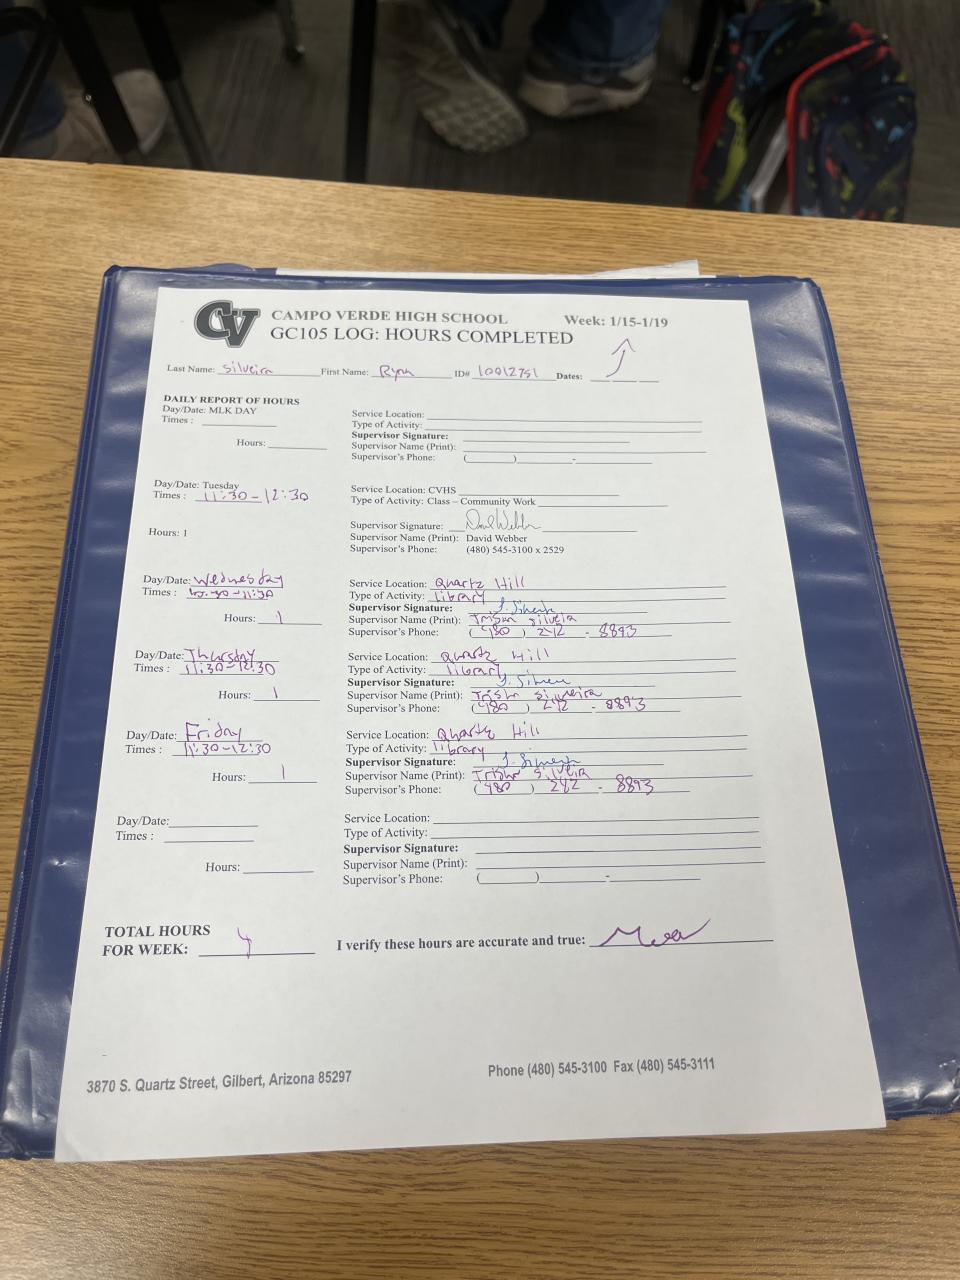 CV
CAMPO VERDE HIGH SCHOOL Week: 1/15-1/19
GC105 LOG: HOURS COMPLETED
Last Name: Silveira First Name: Ryan ID# 10012751 Dates:
DAILY REPORT OF HOURS
Day/Date: MLK DAY Service Location:
Times : Type of Activity:
Supervisor Signature:
Hours: Supervisor Name (Print):
Supervisor's Phone: ( ) -
Day/Date: Tuesday Service Location: CVHS
Times : 11:30-12:30 Type of Activity: Class – Community Work
Supervisor Signature: David Webber
Hours: 1 Supervisor Name (Print): David Webber
Supervisor's Phone: (480) 545-3100 x 2529
Day/Date: Wednesday Service Location: Quartz Hill
Times : -11:30 Type of Activity: library
Supervisor Signature:
Hours: 1 Supervisor Name (Print): Silveira
Supervisor's Phone: (480) 242-8893
Day/Date: Thursday Service Location: Quartz Hill
Times : 11:30-12:30 Type of Activity: library
Supervisor Signature:
Hours: 1 Supervisor Name (Print):
Supervisor's Phone: (480) 242-8893
Day/Date: Friday Service Location: Quartz Hill
Times : 11:30-12:30 Type of Activity: library
Supervisor Signature:
Hours: 1 Supervisor Name (Print):
Supervisor's Phone: (480) 242-8893
Day/Date: Service Location:
Times : Type of Activity:
Supervisor Signature:
Hours: Supervisor Name (Print):
Supervisor's Phone: ( ) -
TOTAL HOURS
FOR WEEK: 4 I verify these hours are accurate and true:
3870 S. Quartz Street, Gilbert, Arizona 85297 Phone (480) 545-3100 Fax (480) 545-3111